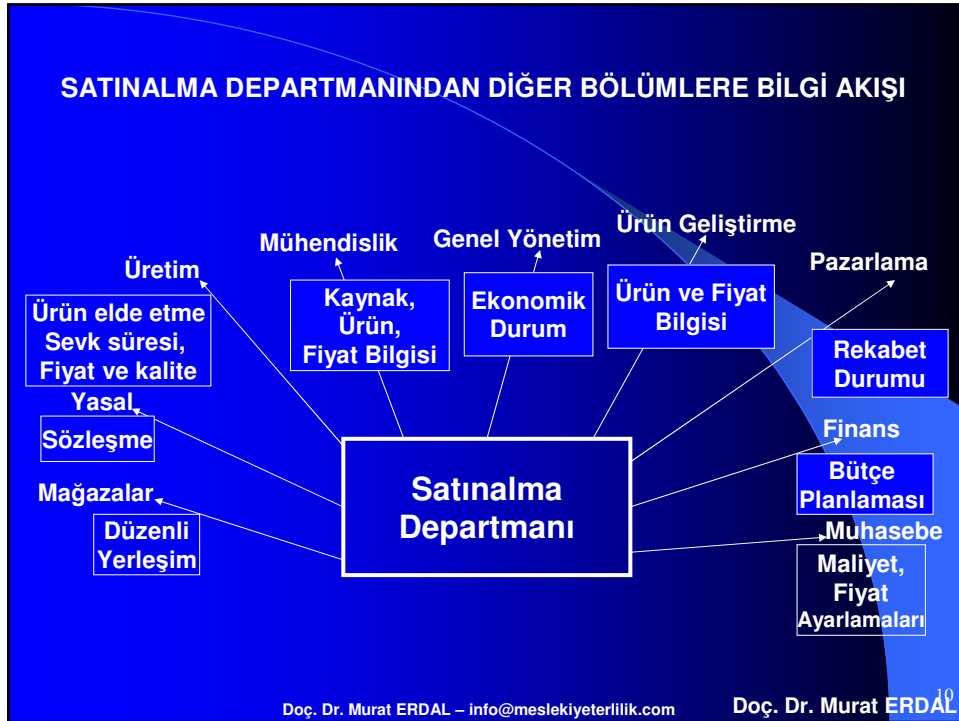 SATINALMA DEPARTMANINDAN DİĞER BÖLÜMLERE BİLGİ AKIŞI
Üretim
Ürün elde etme
Sevk süresi,
Fiyat ve kalite
Mühendislik
Kaynak,
Ürün,
Fiyat Bilgisi
Genel Yönetim
Ekonomik
Durum
Ürün Geliştirme
Ürün ve Fiyat
Bilgisi
Pazarlama
Rekabet
Durumu
Yasal
Sözleşme
Mağazalar
Düzenli
Yerleşim
Satınalma
Departmanı
Finans
Bütçe
Planlaması
Muhasebe
Maliyet,
Fiyat
Ayarlamaları
Doç. Dr. Murat ERDAL – info@meslekiyeterlilik.com
Doç. Dr. Murat ERDAL
10